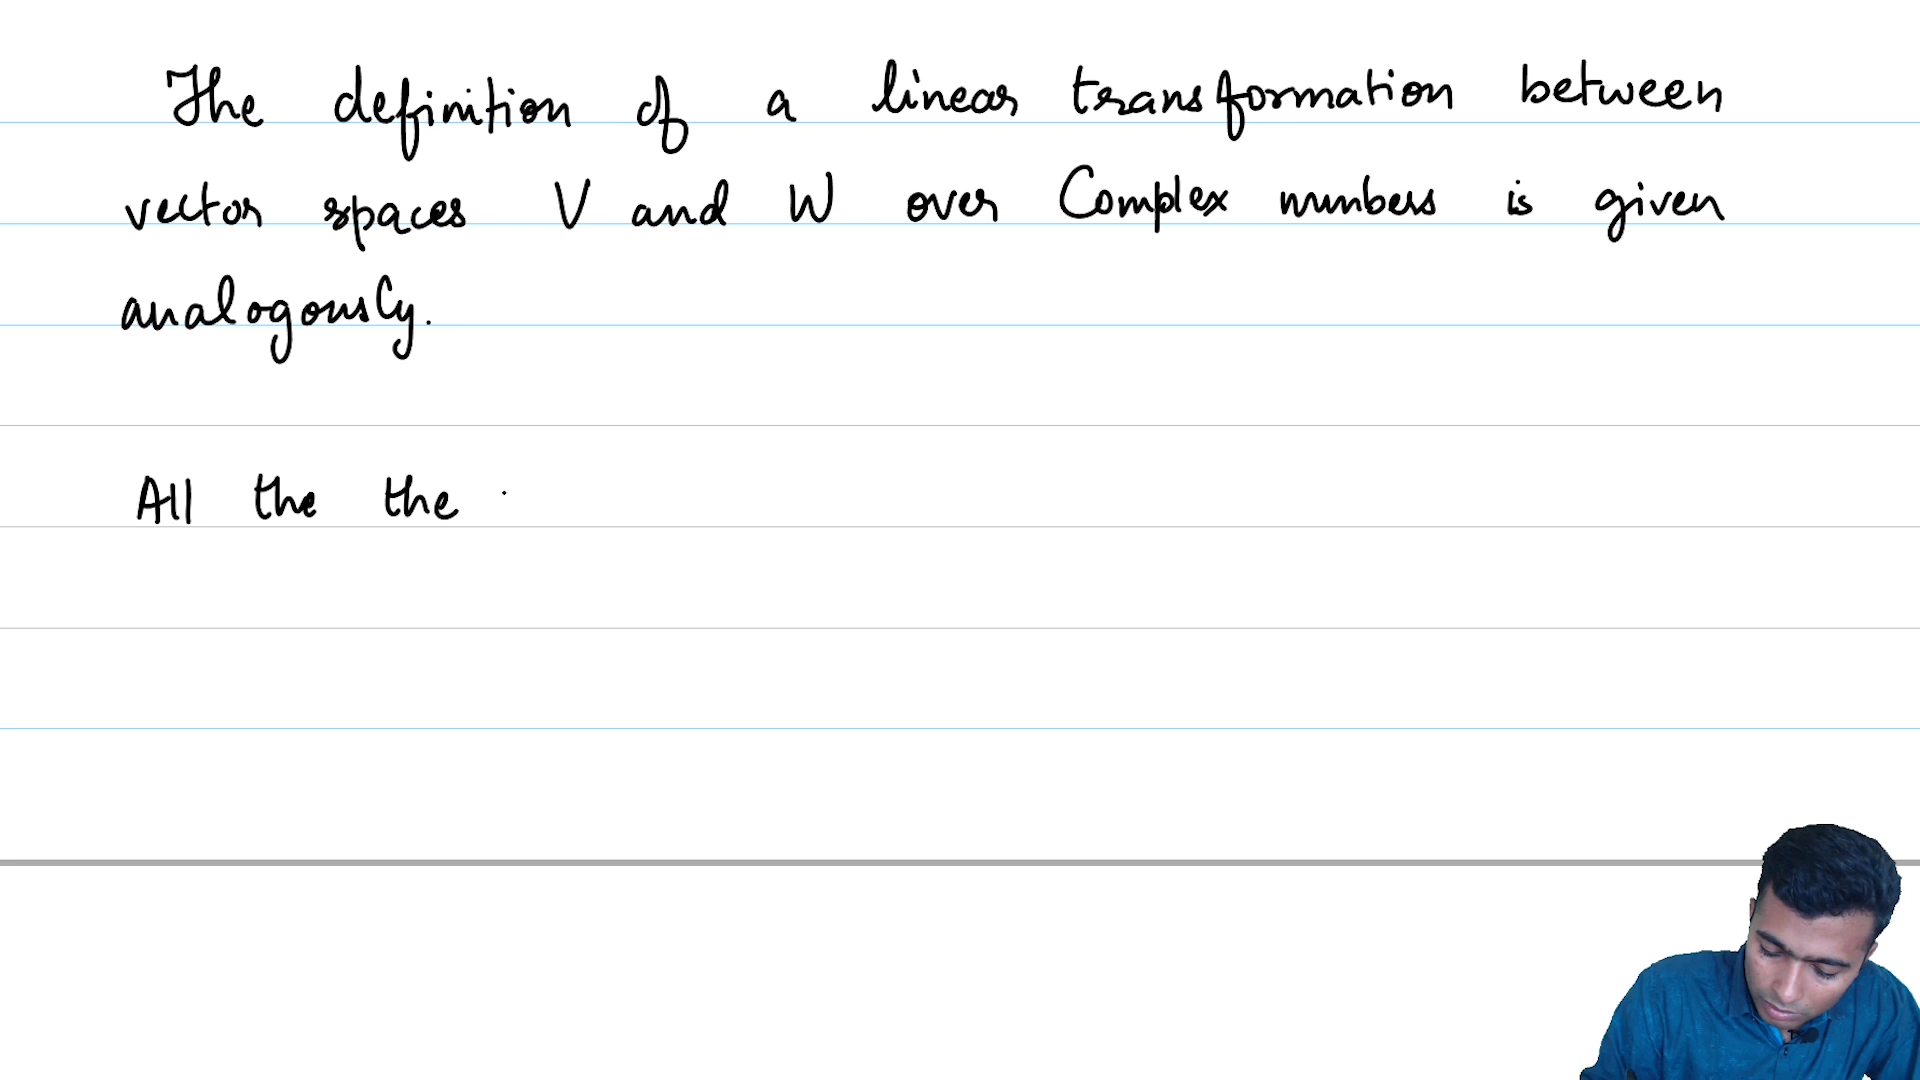 The definition of a linear transformation between
vector spaces V and W over Complex numbers is given
analogously.
All the the